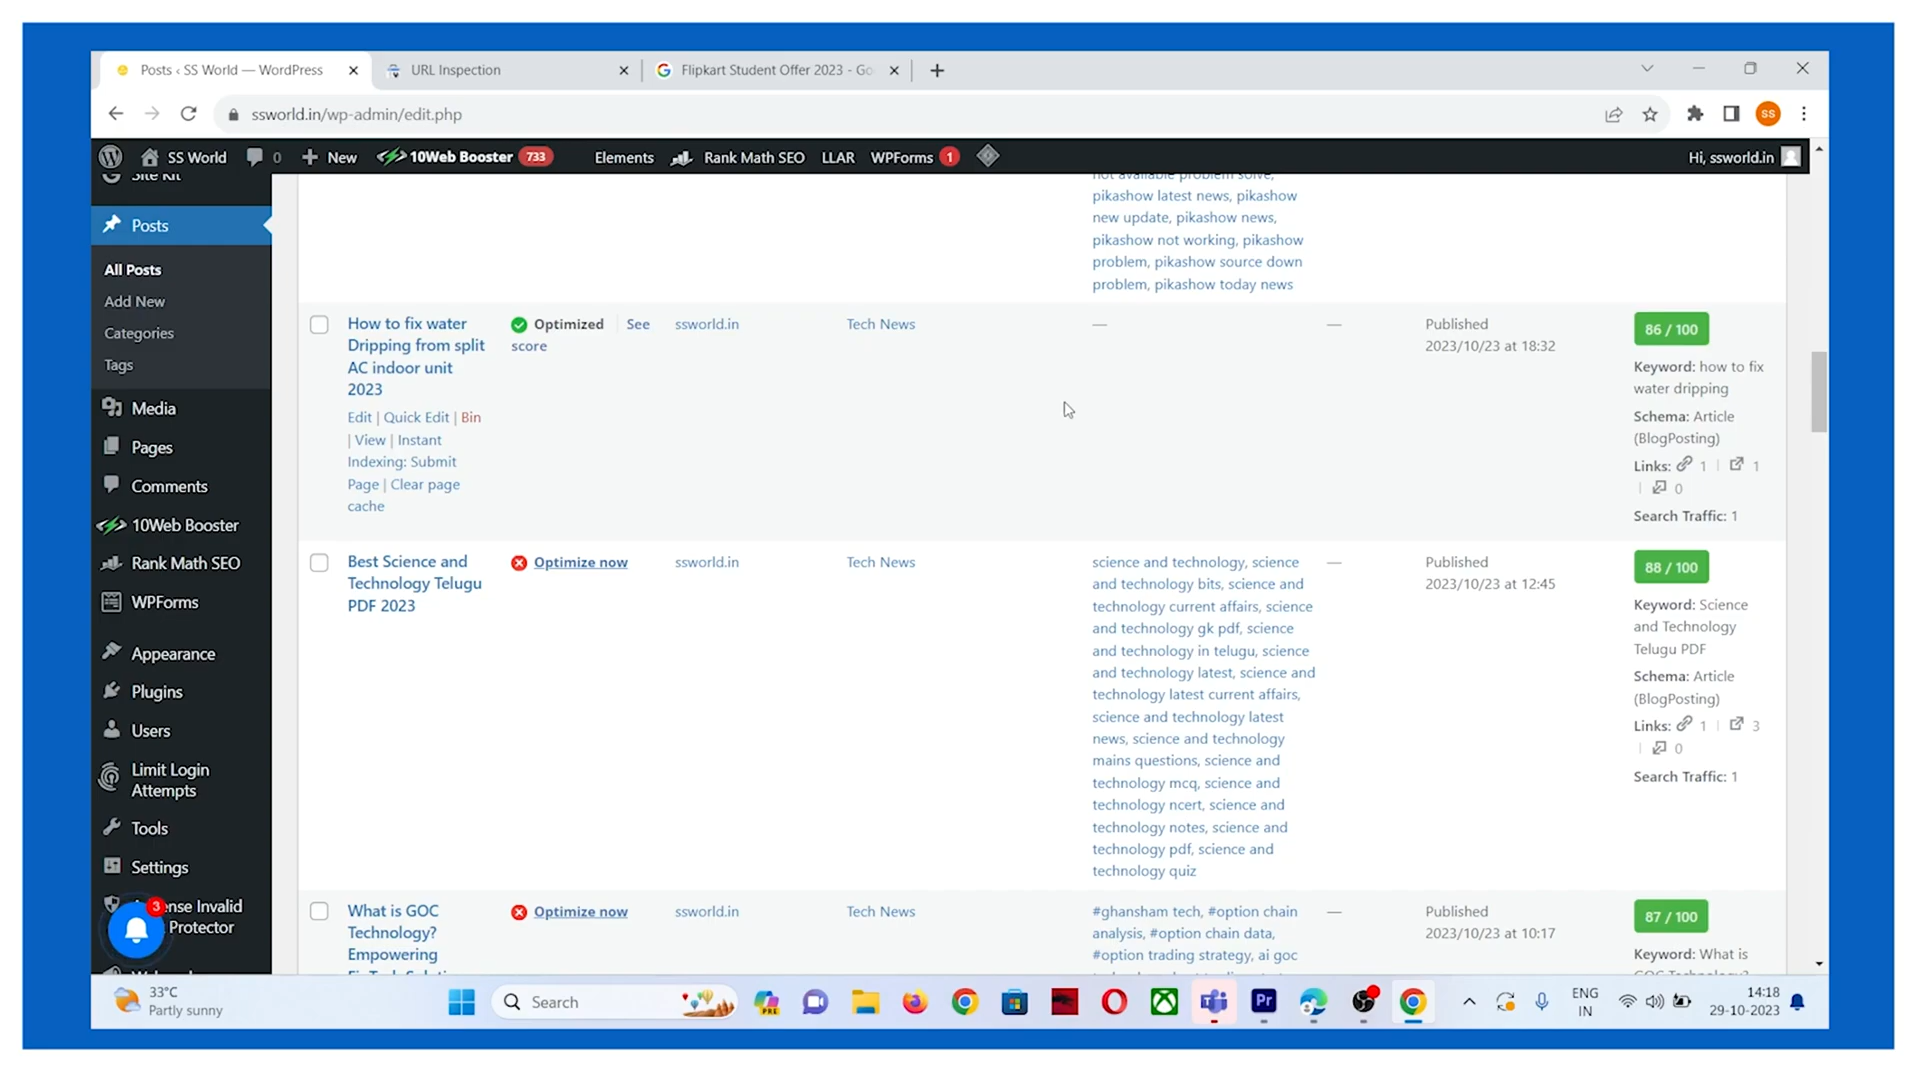 Posts ‹ SS World — WordPress
URL Inspection
Flipkart Student Offer 2023 - Go
ssworld.in/wp-admin/edit.php
SS
SS World
0
New
10Web Booster 733
Elements
Rank Math SEO
LLAR
WPForms 1
Hi, ssworld.in
Site Kit
Posts
All Posts
Add New
Categories
Tags
Media
Pages
Comments
10Web Booster
Rank Math SEO
WPForms
Appearance
Plugins
Users
Limit Login
Attempts
Tools
Settings
ense Invalid
Protector
3
not available problem solve,
pikashow latest news, pikashow
new update, pikashow news,
pikashow not working, pikashow
problem, pikashow source down
problem, pikashow today news
How to fix water
Dripping from split
AC indoor unit
2023
Edit | Quick Edit | Bin
| View | Instant
Indexing: Submit
Page | Clear page
cache
Optimized | See
score
ssworld.in
Tech News
—
—
Published
2023/10/23 at 18:32
86 / 100
Keyword: how to fix
water dripping
Schema: Article
(BlogPosting)
Links: 1 | 1
| 0
Search Traffic: 1
Best Science and
Technology Telugu
PDF 2023
Optimize now
ssworld.in
Tech News
science and technology, science
and technology bits, science and
technology current affairs, science
and technology gk pdf, science
and technology in telugu, science
and technology latest, science and
technology latest current affairs,
science and technology latest
news, science and technology
mains questions, science and
technology mcq, science and
technology ncert, science and
technology notes, science and
technology pdf, science and
technology quiz
—
Published
2023/10/23 at 12:45
88 / 100
Keyword: Science
and Technology
Telugu PDF
Schema: Article
(BlogPosting)
Links: 1 | 3
| 0
Search Traffic: 1
What is GOC
Technology?
Empowering
Optimize now
ssworld.in
Tech News
#ghansham tech, #option chain
analysis, #option chain data,
#option trading strategy, ai goc
—
Published
2023/10/23 at 10:17
87 / 100
Keyword: What is
GOC Technology?
33°C
Partly sunny
Search
PRE
Pr
ENG
IN
14:18
29-10-2023